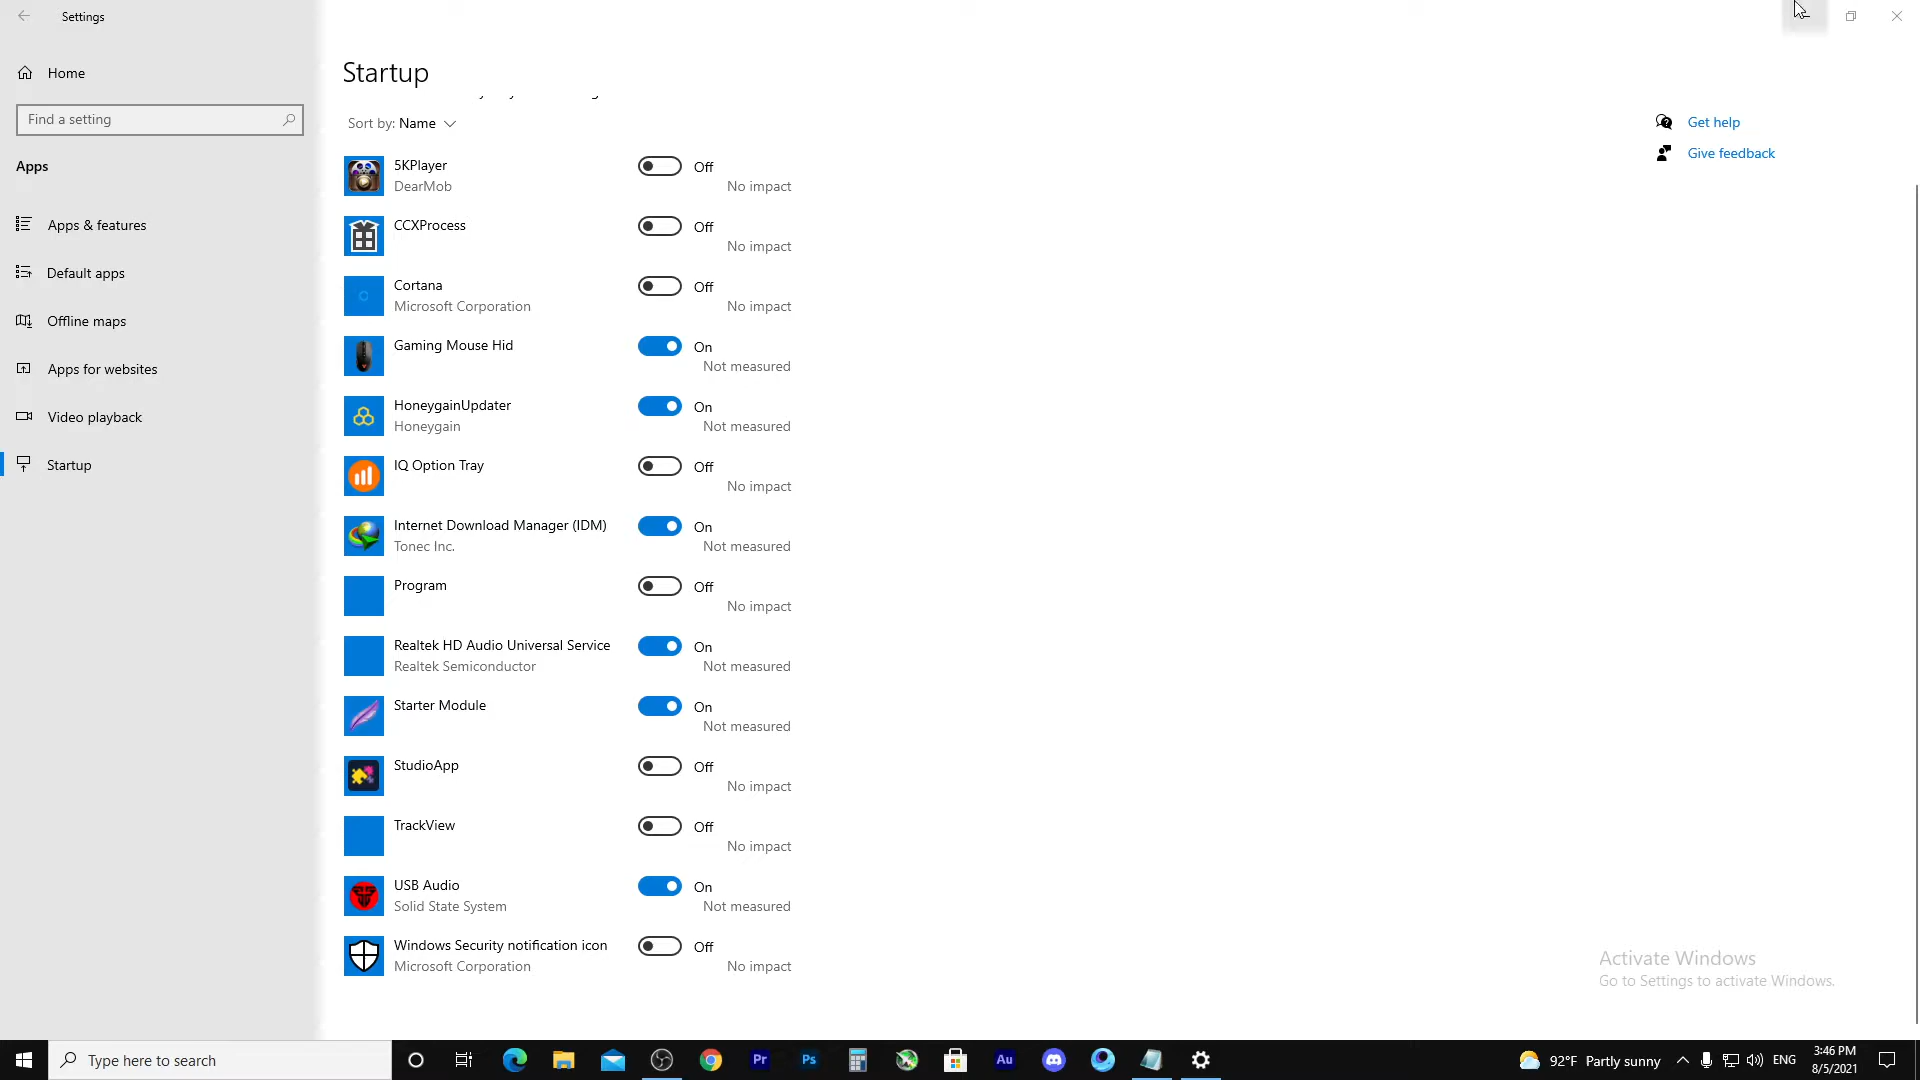 Settings
Home
Find a setting
Apps
Apps & features
Default apps
Offline maps
Apps for websites
Video playback
Startup
Startup
Sort by: Name
5KPlayer
DearMob
Off
No impact
CCXProcess
Off
No impact
Cortana
Microsoft Corporation
Off
No impact
Gaming Mouse Hid
On
Not measured
HoneygainUpdater
Honeygain
On
Not measured
IQ Option Tray
Off
No impact
Internet Download Manager (IDM)
Tonec Inc.
On
Not measured
Program
Off
No impact
Realtek HD Audio Universal Service
Realtek Semiconductor
On
Not measured
Starter Module
On
Not measured
StudioApp
Off
No impact
TrackView
Off
No impact
USB Audio
Solid State System
On
Not measured
Windows Security notification icon
Microsoft Corporation
Off
No impact
Get help
Give feedback
Activate Windows
Go to Settings to activate Windows.
Type here to search
Pr
Ps
Au
92°F Partly sunny
ENG
3:46 PM
8/5/2021